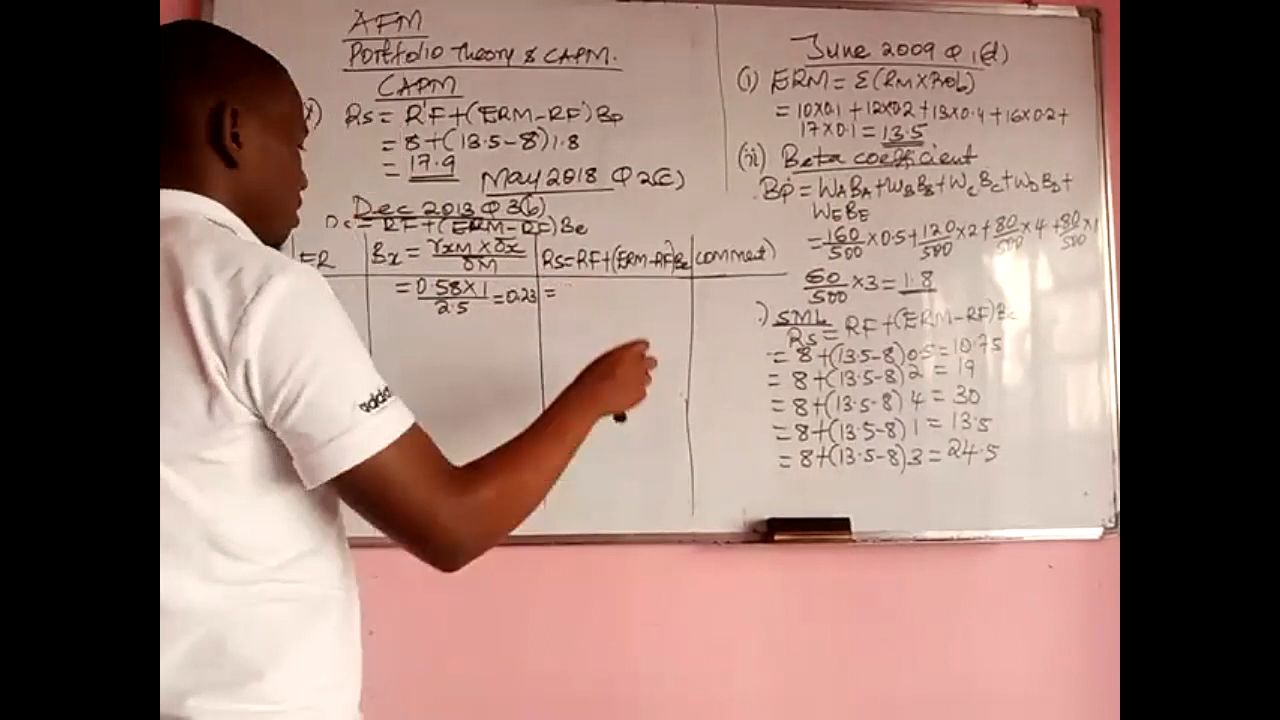 AFM
Portfolio Theory & CAPM.
CAPM
Rs = RF+(ERM-RF)Bp
= 8+(13.5-8)1.8
= 17.9
May 2018 Q 2(c)
Dec 2013 Q 3(b)
= RF+(ERM-RF)Be
ER
Bx = rxm x δx
δM
Rs=RF+(ERM-RF)Be
comment
= 0.58x1
2.5
=0.23
=
June 2009 Q 1(d)
(i) ERM = Σ(RM x Prob)
= 10x0.1+12x0.2+13x0.4+16x0.2+
17x0.1 = 13.5
(ii) Beta coefficient
Bp = WABA+WBBB+WcBc+WDBD+
WEBE
= 160/500 x 0.5 + 120/500 x 2 + 80/500 x 4 + 80/500 x 1
60/500 x 3 = 1.8
SML
Rs = RF+(ERM-RF)Be
= 8+(13.5-8)0.5 = 10.75
= 8+(13.5-8) 2 = 19
= 8+(13.5-8) 4 = 30
= 8+(13.5-8) 1 = 13.5
= 8+(13.5-8) 3 = 24.5